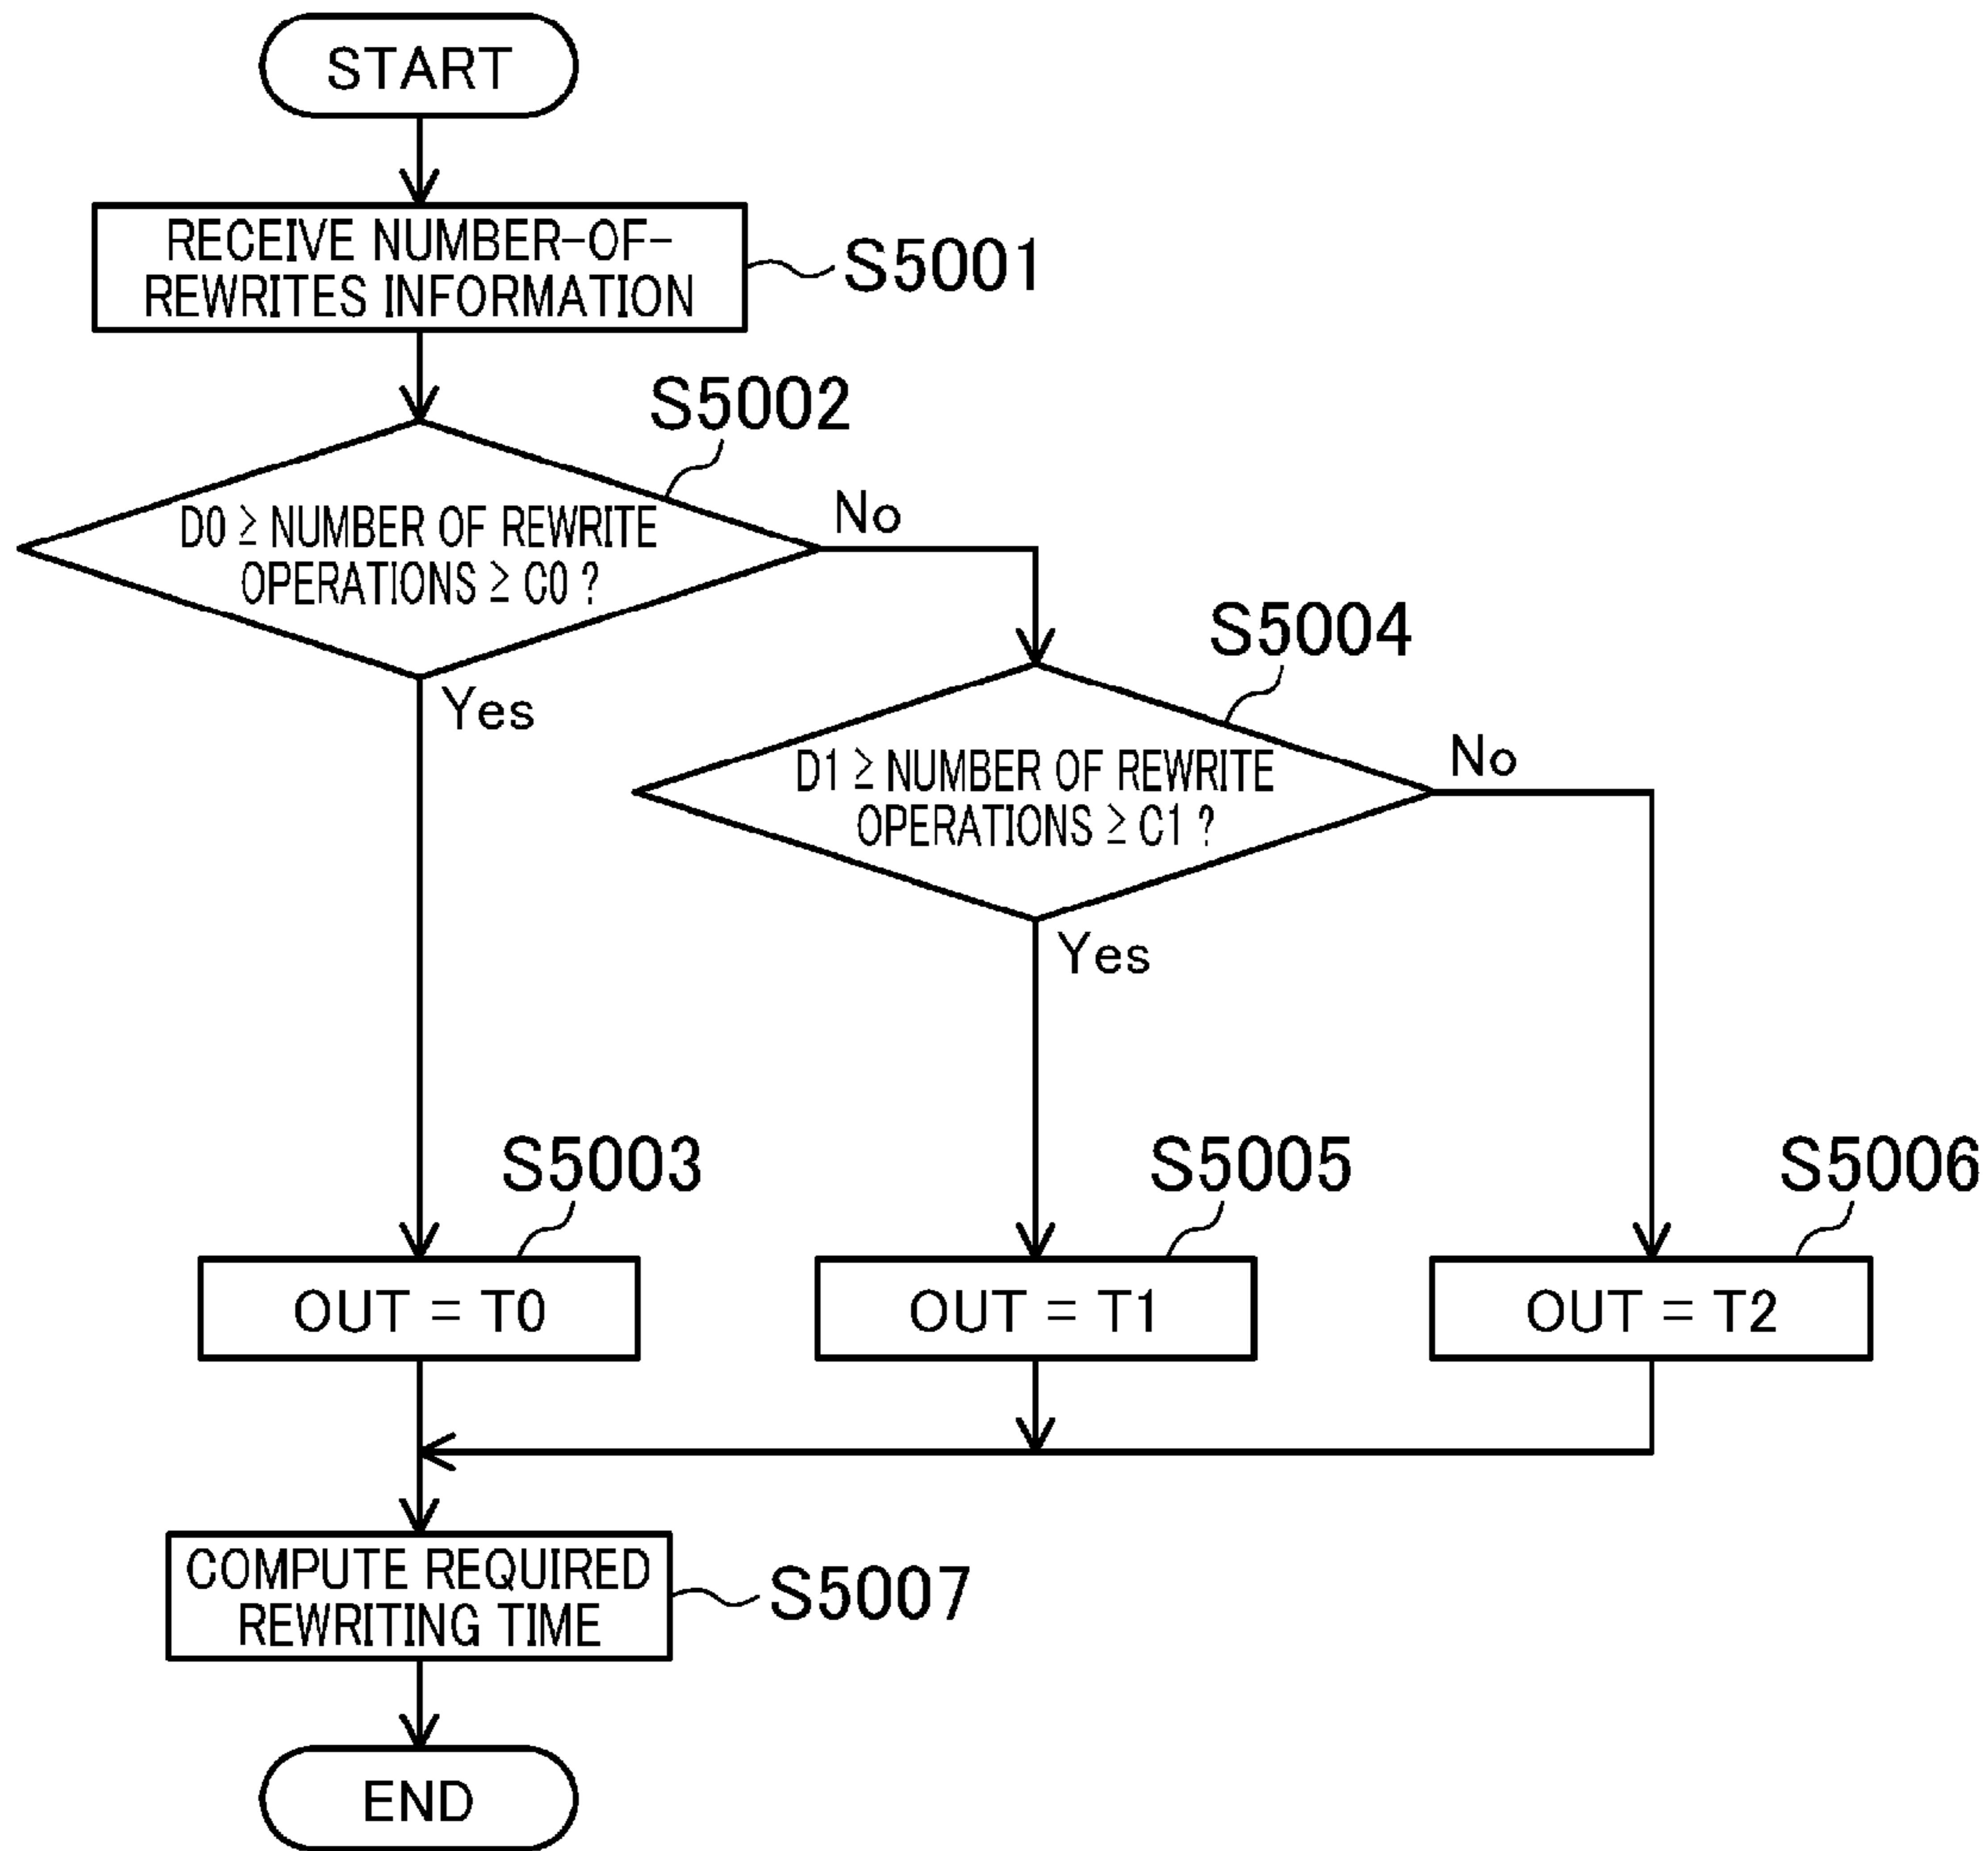 START
RECEIVE NUMBER-OF-
REWRITES INFORMATION
S5001
S5002
D0 ≥ NUMBER OF REWRITE
OPERATIONS ≥ C0 ?
No
Yes
S5004
D1 ≥ NUMBER OF REWRITE
OPERATIONS ≥ C1 ?
No
Yes
S5003
OUT = T0
S5005
OUT = T1
S5006
OUT = T2
COMPUTE REQUIRED
REWRITING TIME
S5007
END